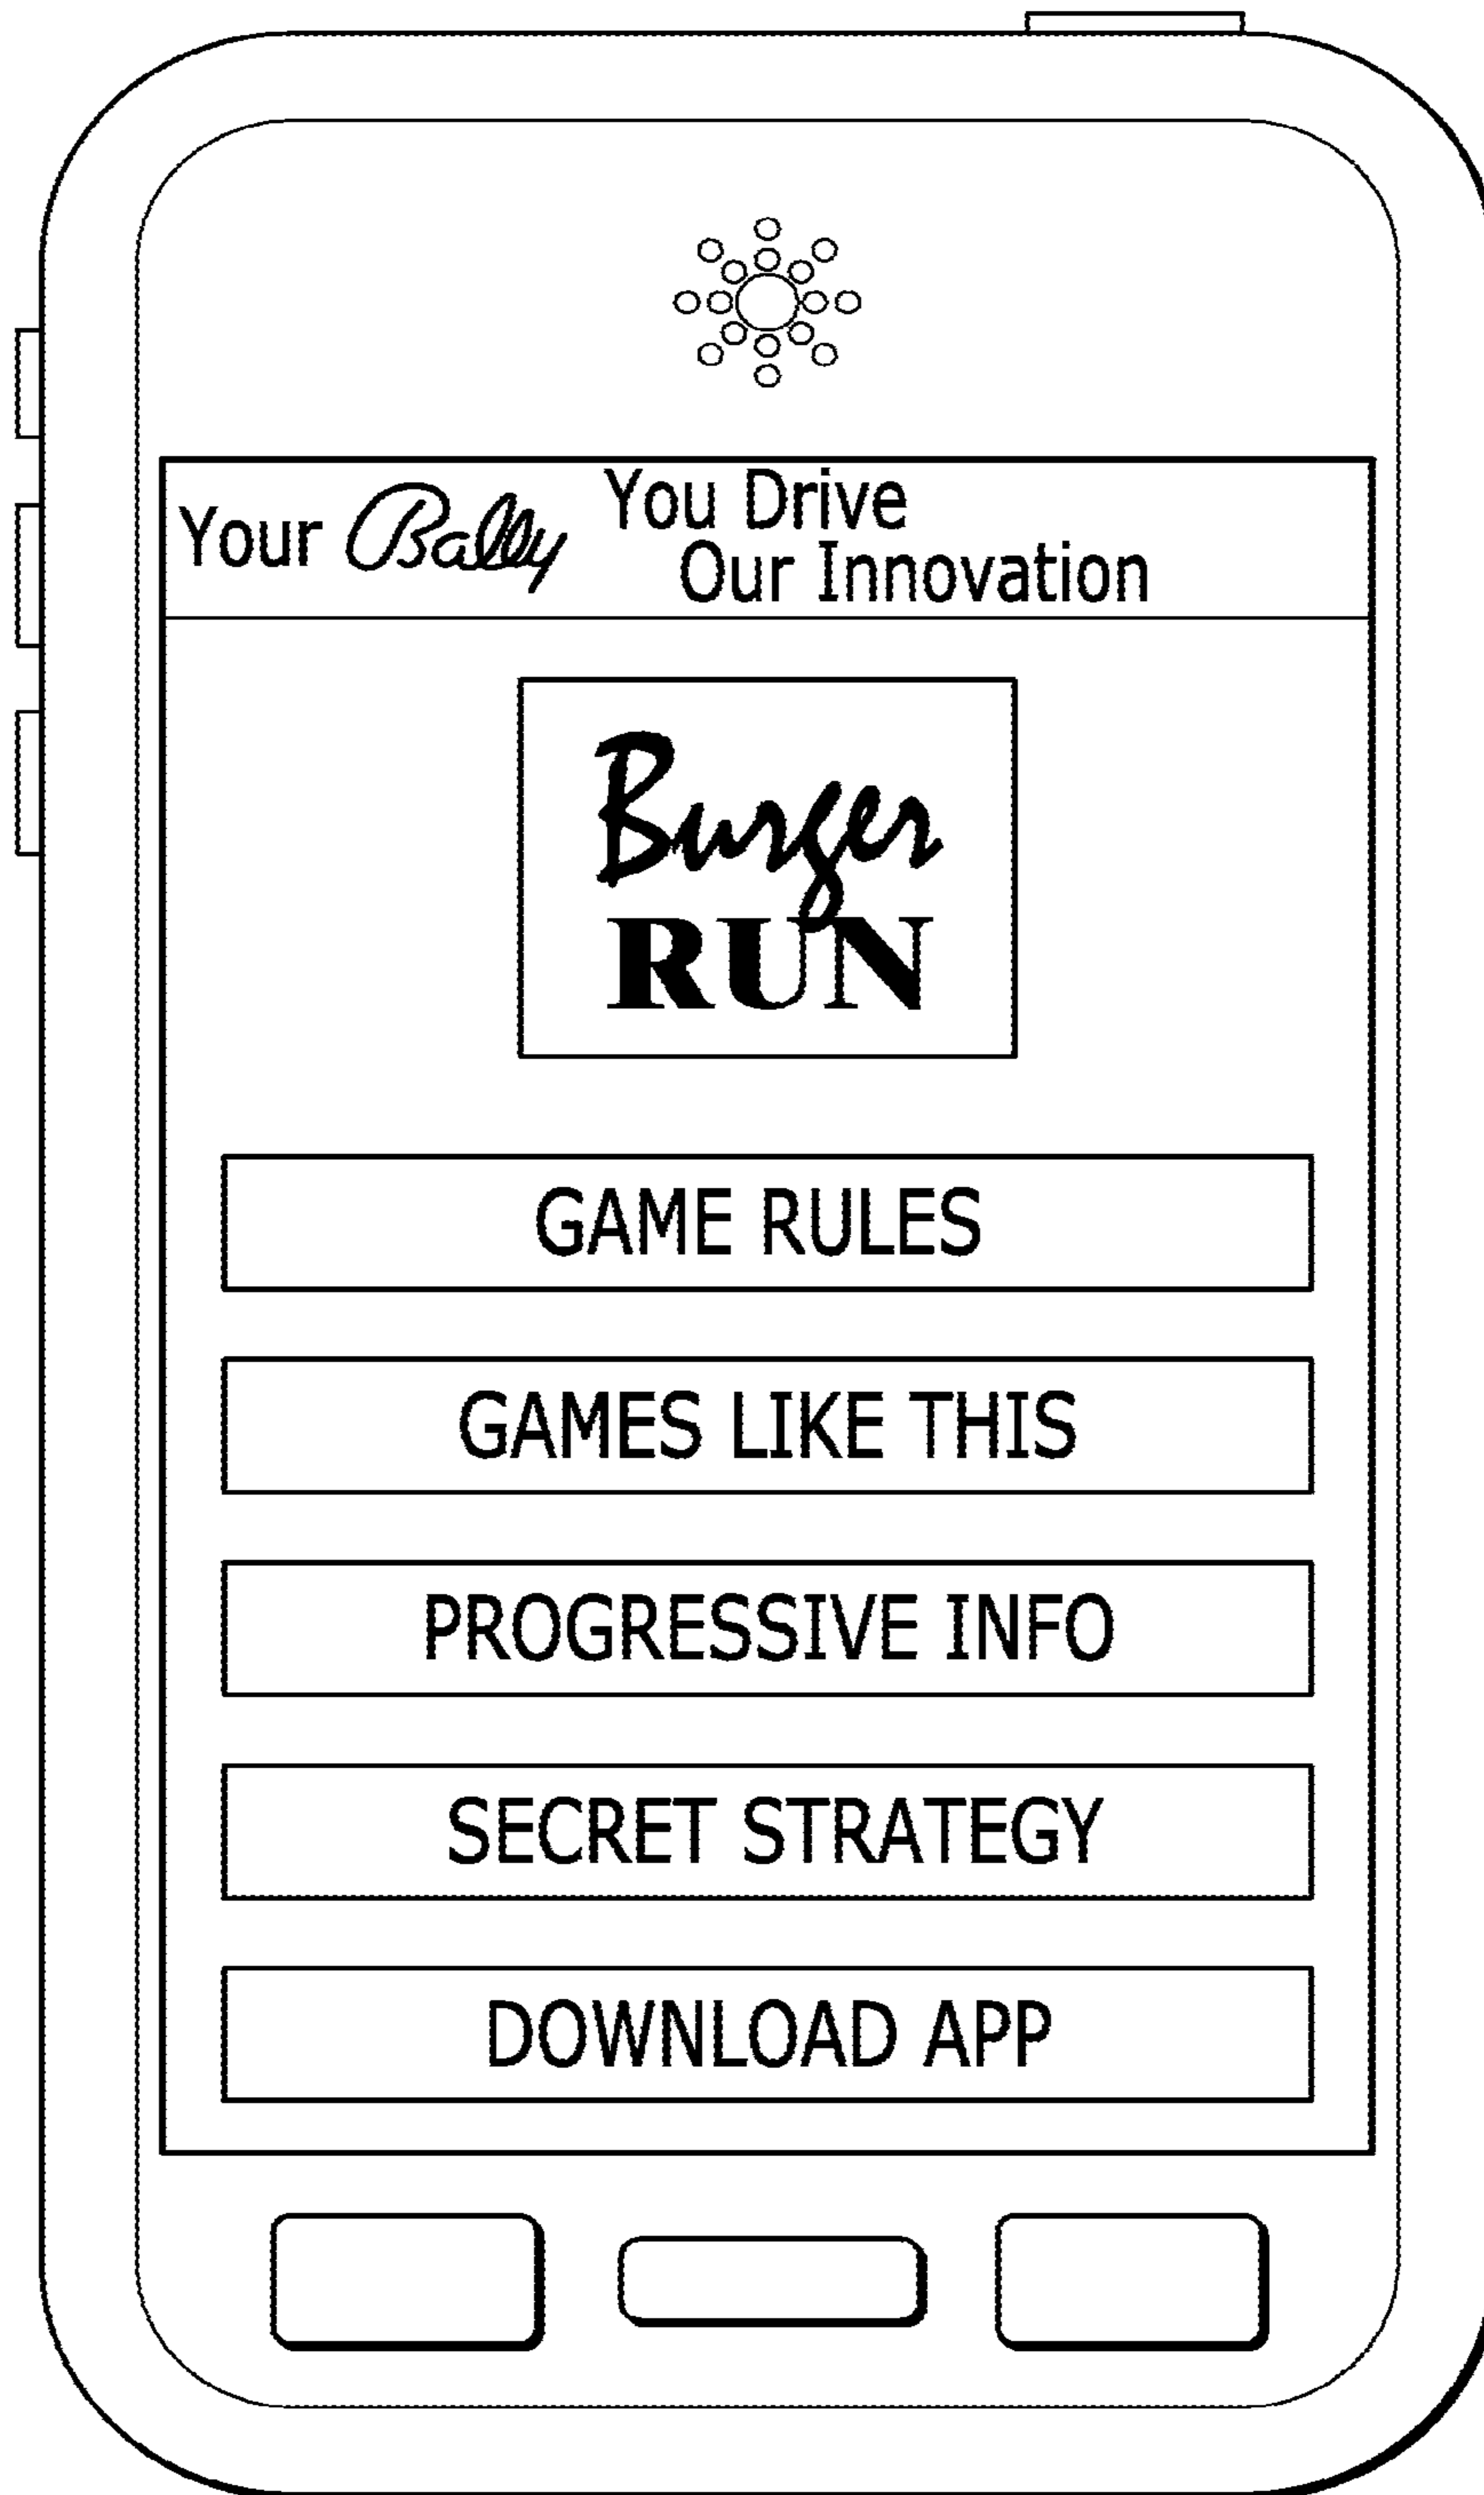 Your Bally
You Drive
Our Innovation
Burger
RUN
GAME RULES
GAMES LIKE THIS
PROGRESSIVE INFO
SECRET STRATEGY
DOWNLOAD APP